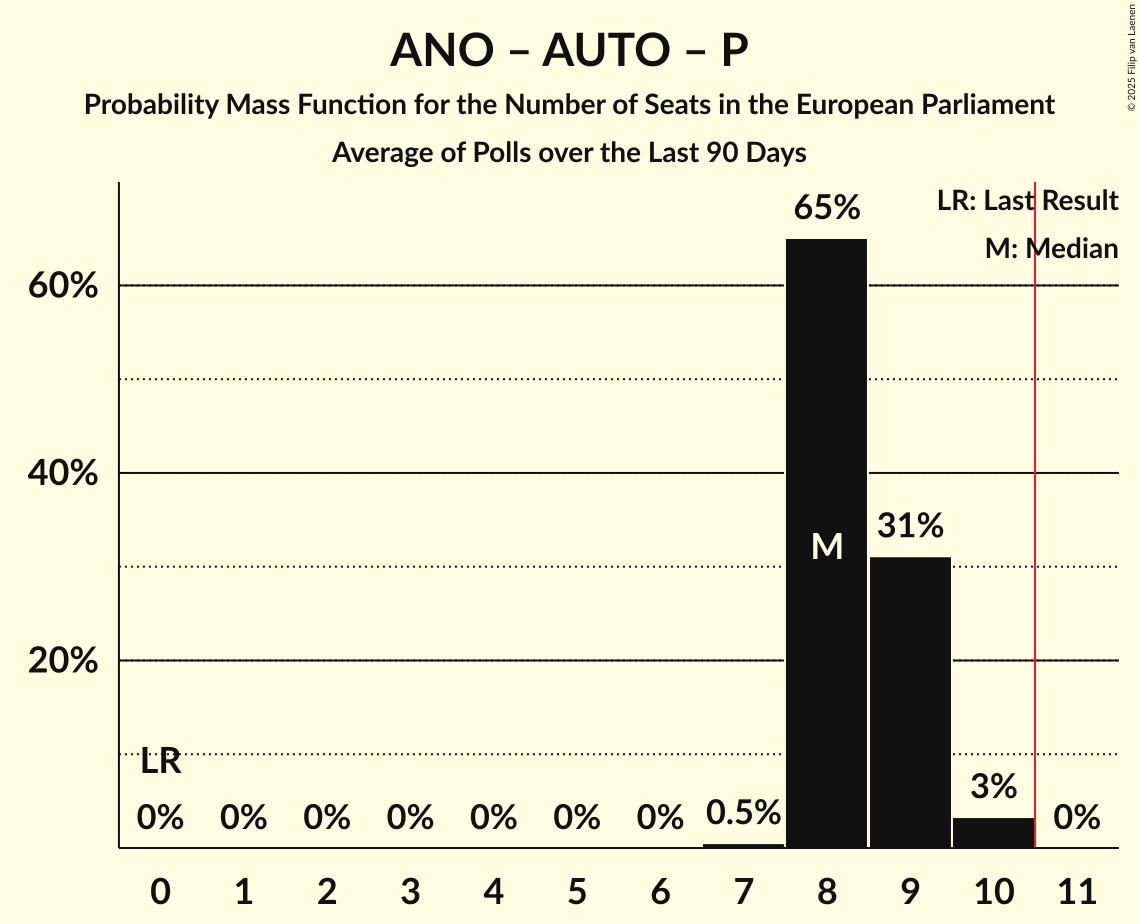 ANO – AUTO – P
Probability Mass Function for the Number of Seats in the European Parliament
Average of Polls over the Last 90 Days
© 2025 Filip van Laenen
LR: Last Result
M: Median
65%
60%
40%
31%
M
20%
LR
0% 0% 0% 0% 0% 0% 0% 0.5% 3% 0%
0 1 2 3 4 5 6 7 8 9 10 11